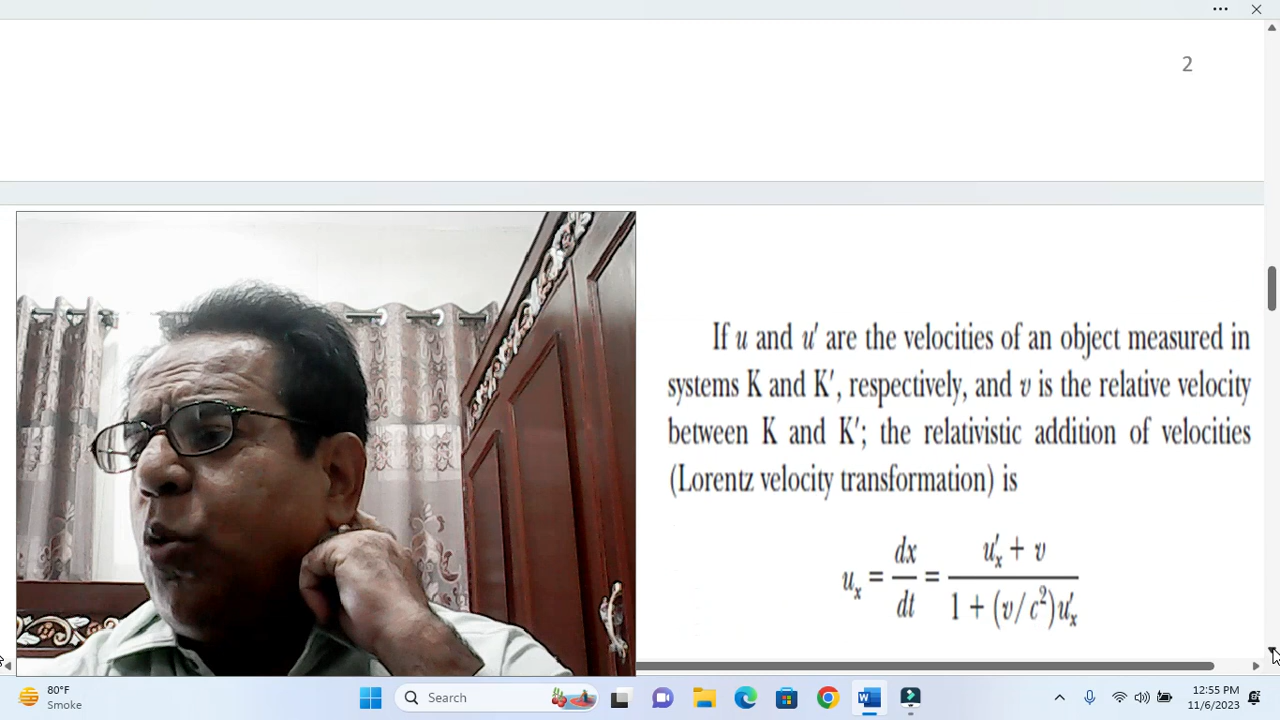 2
If u and u′ are the velocities of an object measured in
systems K and K′, respectively, and v is the relative velocity
between K and K′; the relativistic addition of velocities
(Lorentz velocity transformation) is
u_x = dx/dt = (u′_x + v)/(1 + (v/c²)u′_x)
80°F
Smoke
Search
12:55 PM
11/6/2023